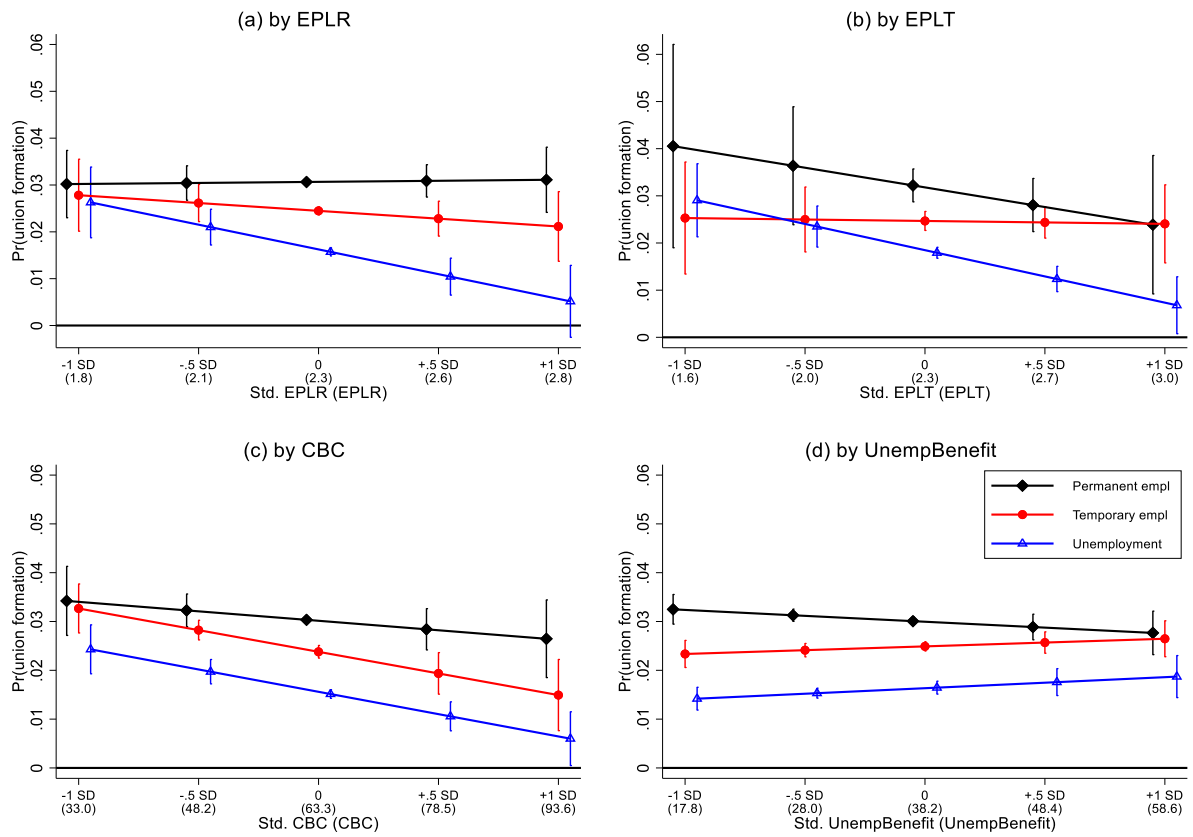 (a) by EPLR
Pr(union formation)
.06
.05
.04
.03
.02
.01
0
-1 SD -.5 SD 0 +.5 SD +1 SD
(1.8) (2.1) (2.3) (2.6) (2.8)
Std. EPLR (EPLR)
(b) by EPLT
Pr(union formation)
.06
.05
.04
.03
.02
.01
0
-1 SD -.5 SD 0 +.5 SD +1 SD
(1.6) (2.0) (2.3) (2.7) (3.0)
Std. EPLT (EPLT)
(c) by CBC
Pr(union formation)
.06
.05
.04
.03
.02
.01
0
-1 SD -.5 SD 0 +.5 SD +1 SD
(33.0) (48.2) (63.3) (78.5) (93.6)
Std. CBC (CBC)
(d) by UnempBenefit
Permanent empl
Temporary empl
Unemployment
Pr(union formation)
.06
.05
.04
.03
.02
.01
0
-1 SD -.5 SD 0 +.5 SD +1 SD
(17.8) (28.0) (38.2) (48.4) (58.6)
Std. UnempBenefit (UnempBenefit)